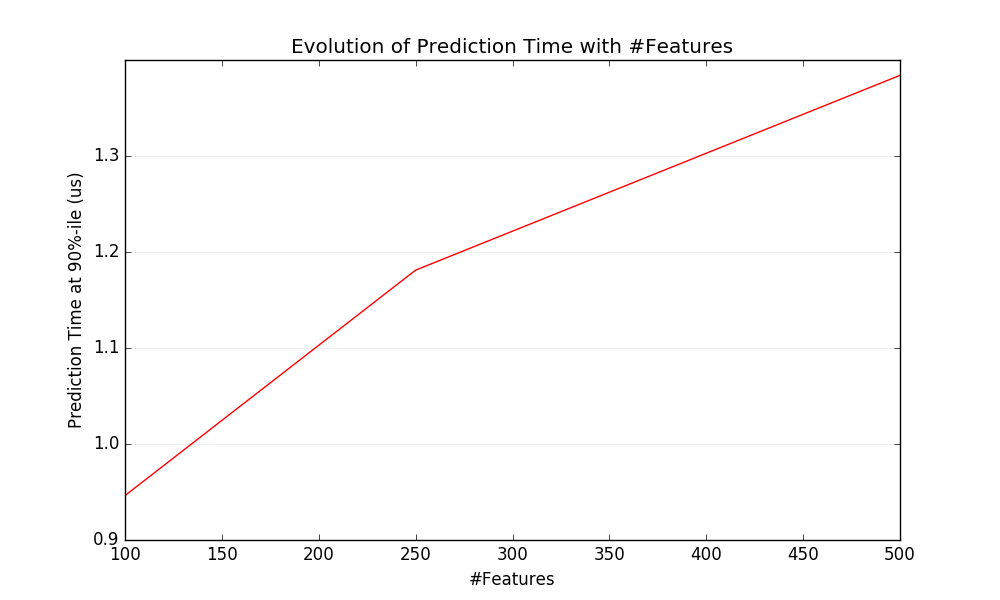 Evolution of Prediction Time with #Features
Prediction Time at 90%-ile (us)
1.3
1.2
1.1
1.0
0.9
100 150 200 250 300 350 400 450 500
#Features